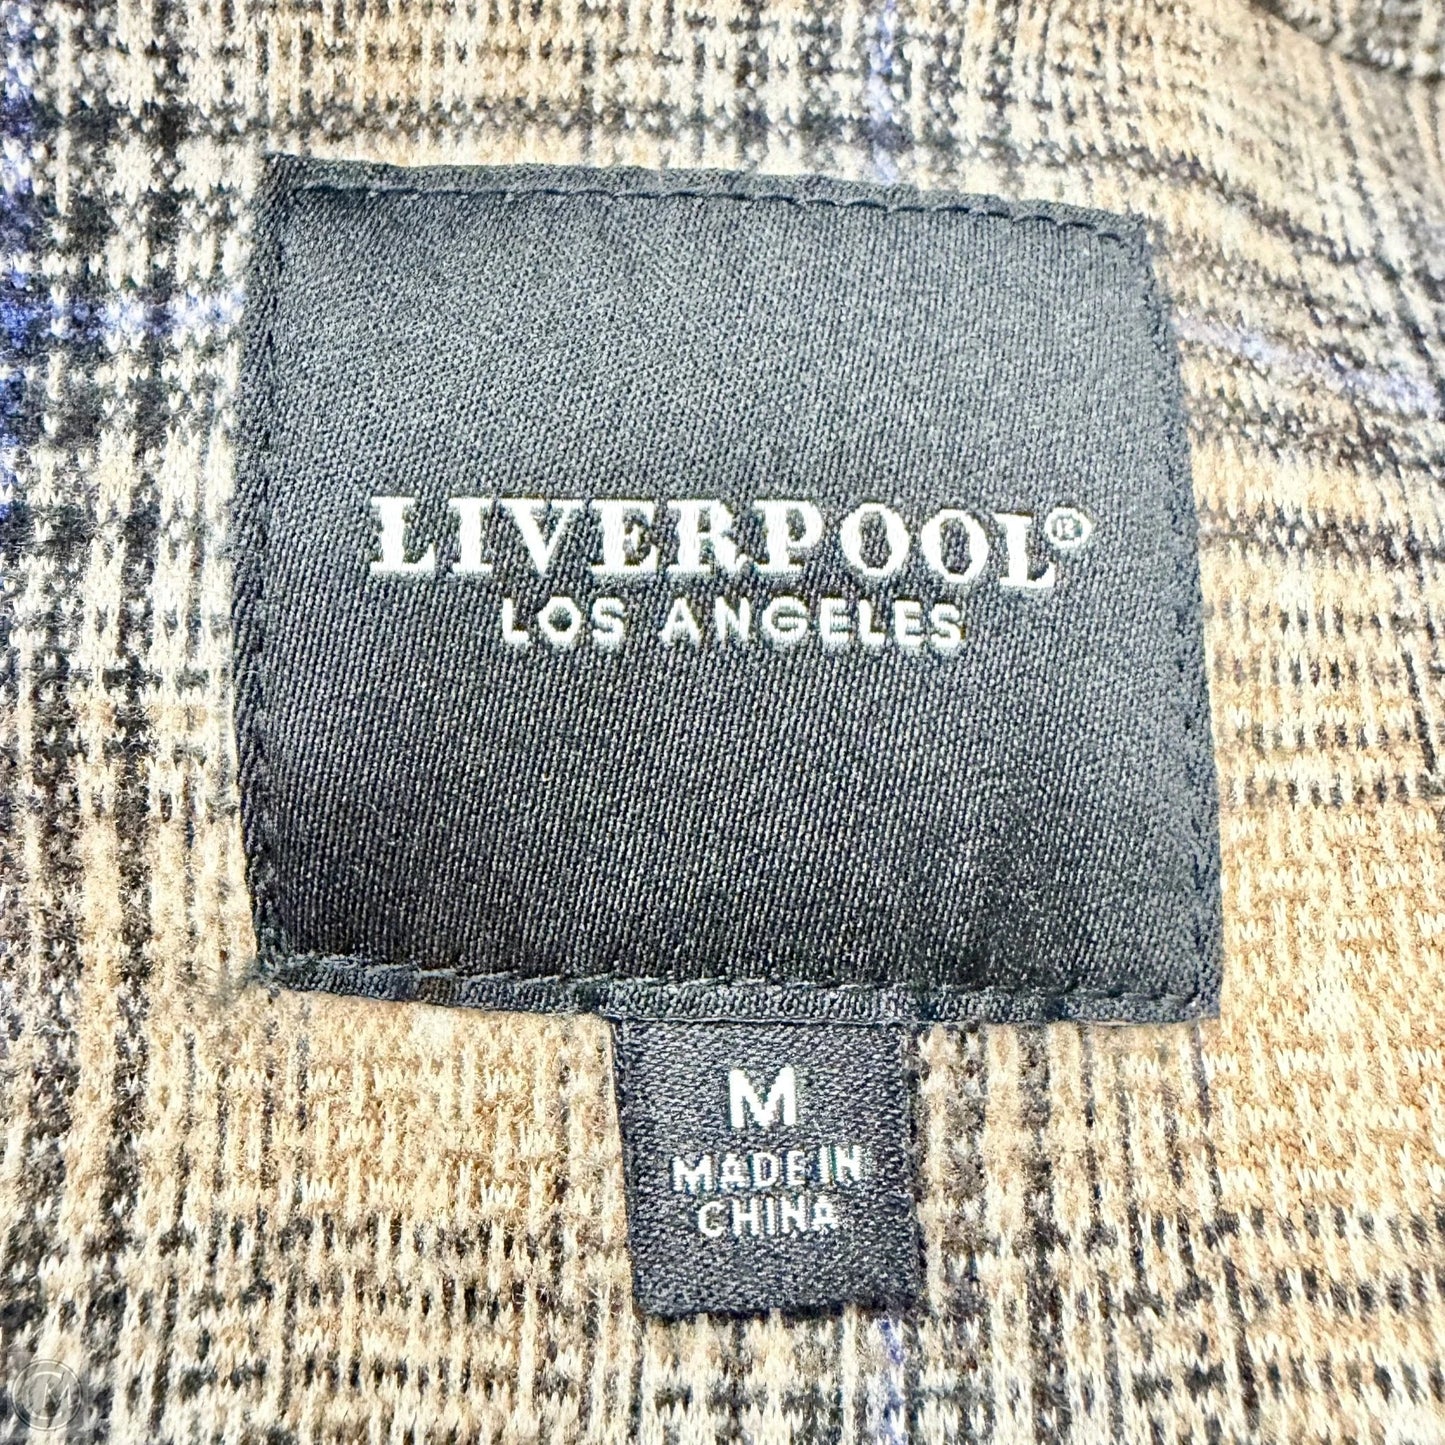 LIVERPOOL®
LOS ANGELES
M
MADE IN
CHINA